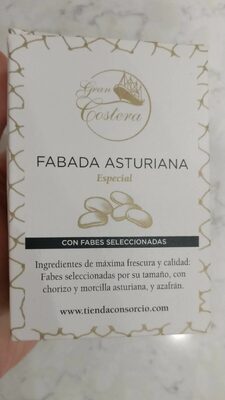 Gran
Costera
FABADA ASTURIANA
Especial
CON FABES SELECCIONADAS
Ingredientes de máxima frescura y calidad:
Fabes seleccionadas por su tamaño, con
chorizo y morcilla asturiana, y azafrán.
www.tiendaconsorcio.com